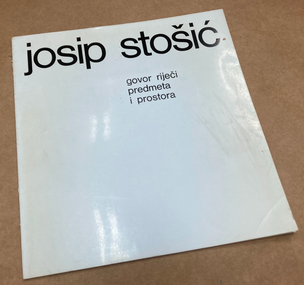 josip stošić
govor riječi
predmeta
i prostora